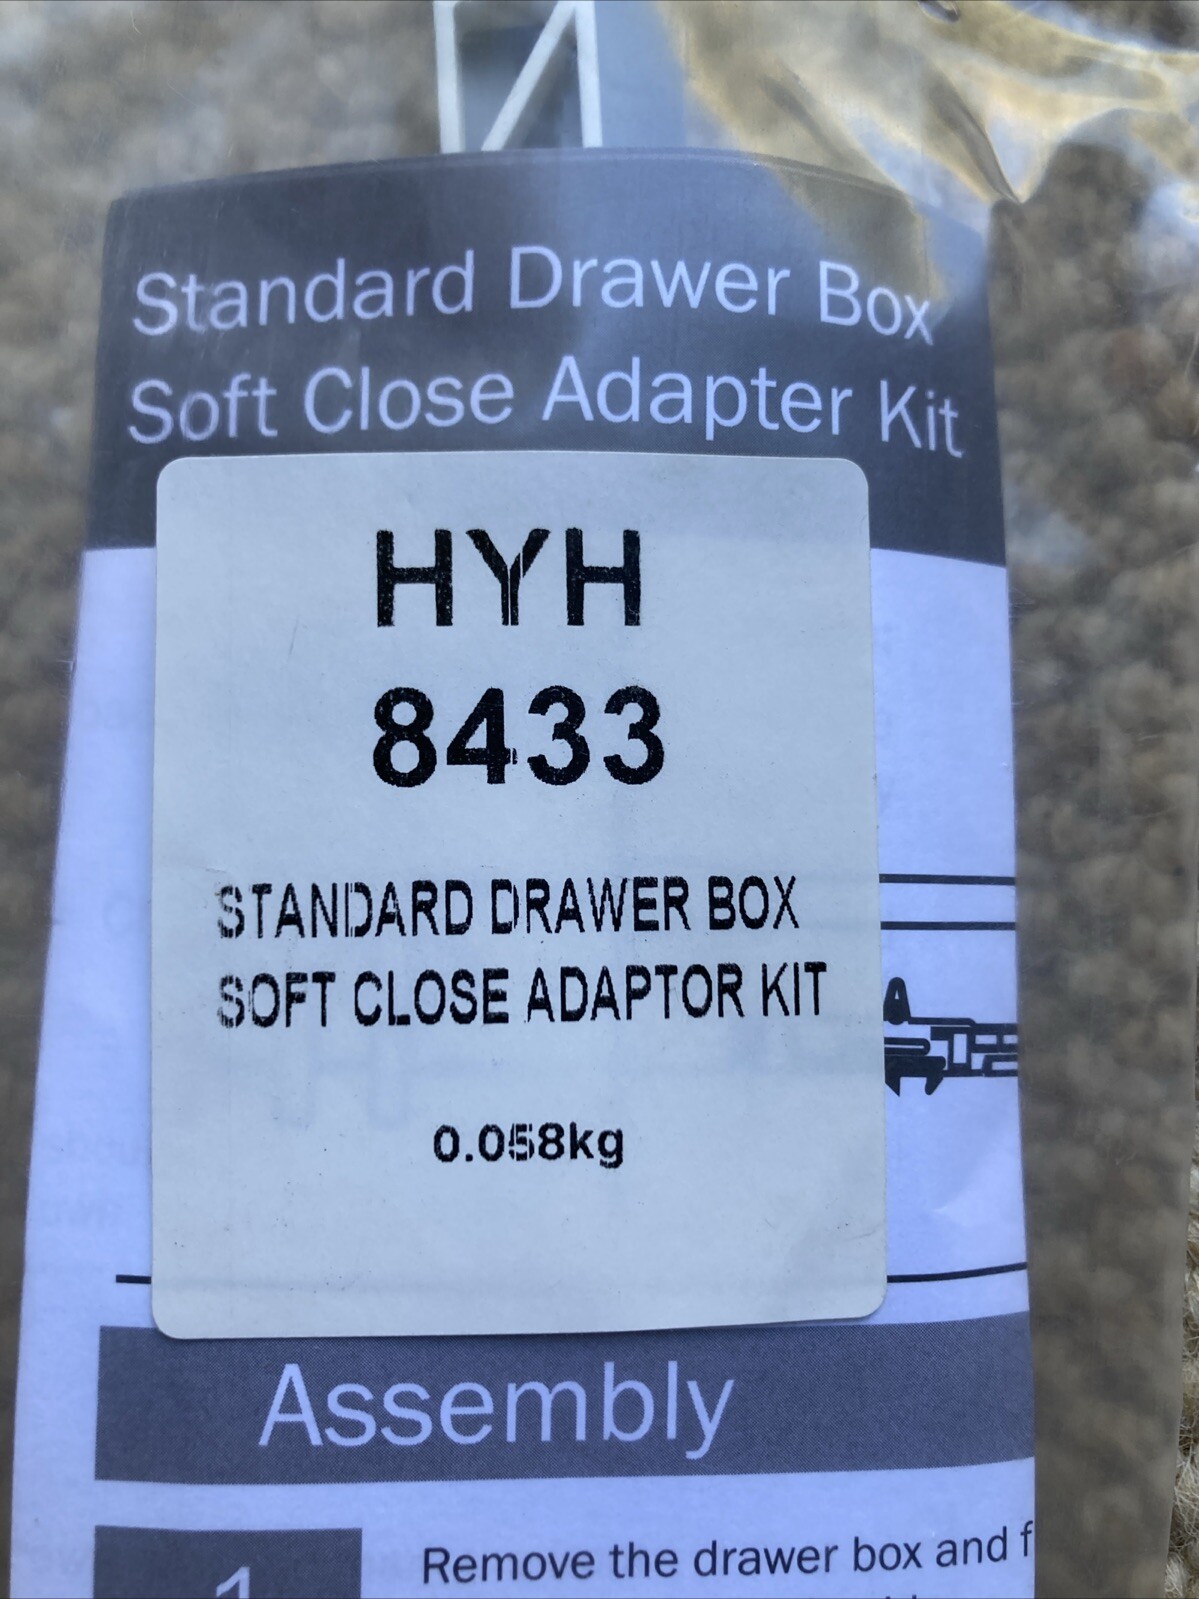 Standard Drawer Box
Soft Close Adapter Kit
HYH
8433
STANDARD DRAWER BOX
SOFT CLOSE ADAPTOR KIT
0.058kg
Assembly
1
Remove the drawer box and f